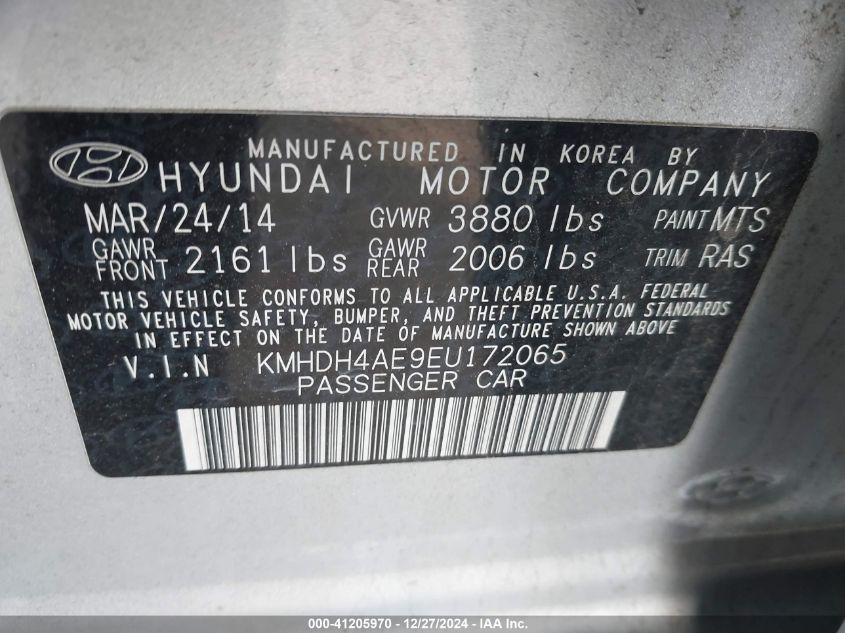 MANUFACTURED IN KOREA BY
HYUNDAI MOTOR COMPANY
MAR/24/14 GVWR 3880 lbs PAINT MTS
GAWR FRONT 2161 lbs GAWR REAR 2006 lbs TRIM RAS
THIS VEHICLE CONFORMS TO ALL APPLICABLE U.S.A. FEDERAL
MOTOR VEHICLE SAFETY, BUMPER, AND THEFT PREVENTION STANDARDS
IN EFFECT ON THE DATE OF MANUFACTURE SHOWN ABOVE
V.I.N KMHDH4AE9EU172065
PASSENGER CAR
000-41205970 - 12/27/2024 - IAA Inc.